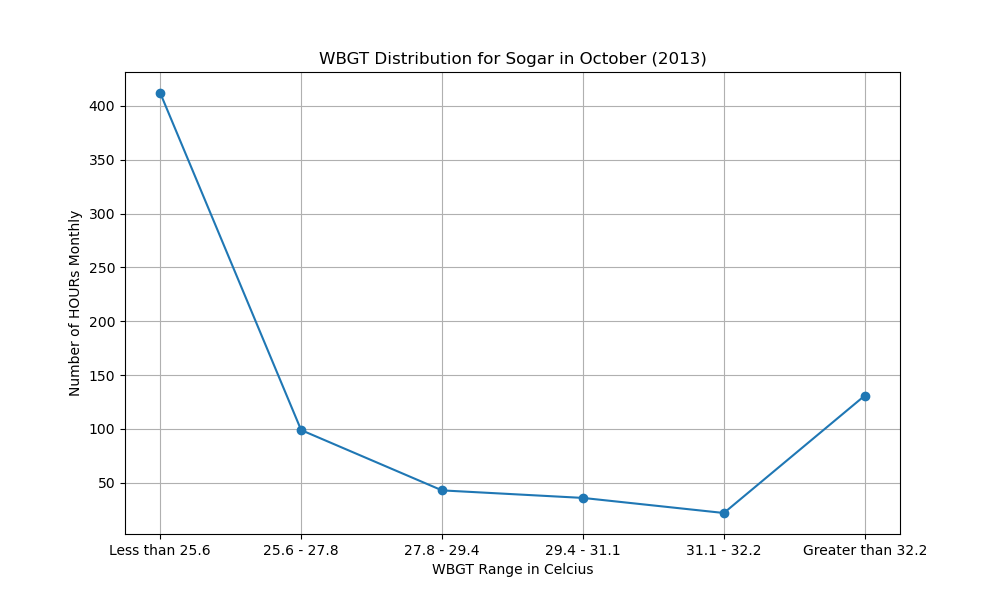 WBGT Distribution for Sogar in October (2013)
Number of HOURs Monthly
400
350
300
250
200
150
100
50
Less than 25.6 25.6 - 27.8 27.8 - 29.4 29.4 - 31.1 31.1 - 32.2 Greater than 32.2
WBGT Range in Celcius